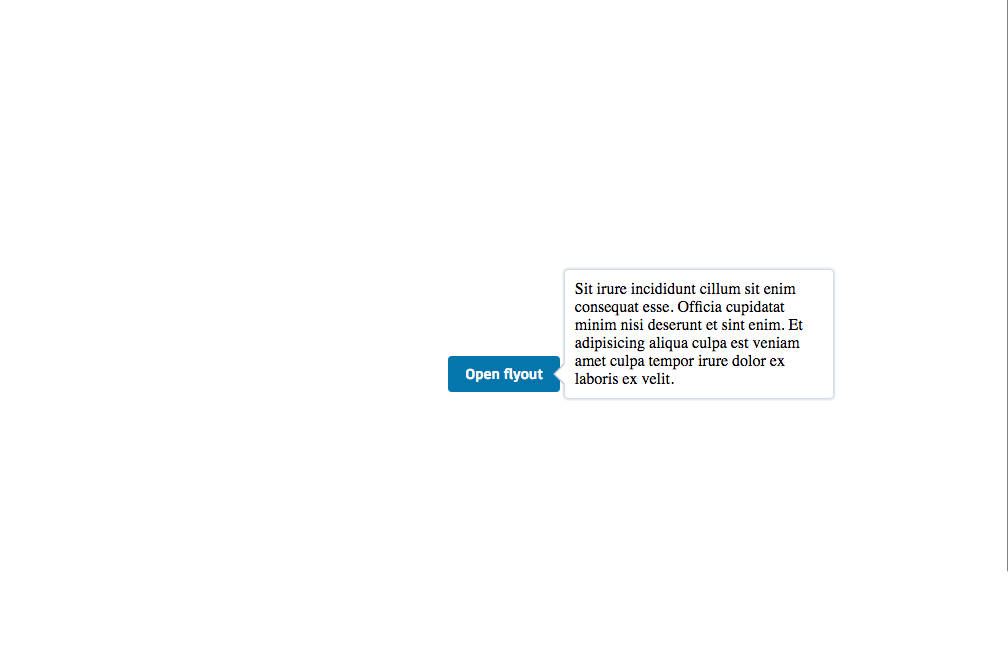 Sit irure incididunt cillum sit enim
consequat esse. Officia cupidatat
minim nisi deserunt et sint enim. Et
adipisicing aliqua culpa est veniam
amet culpa tempor irure dolor ex
laboris ex velit.
Open flyout